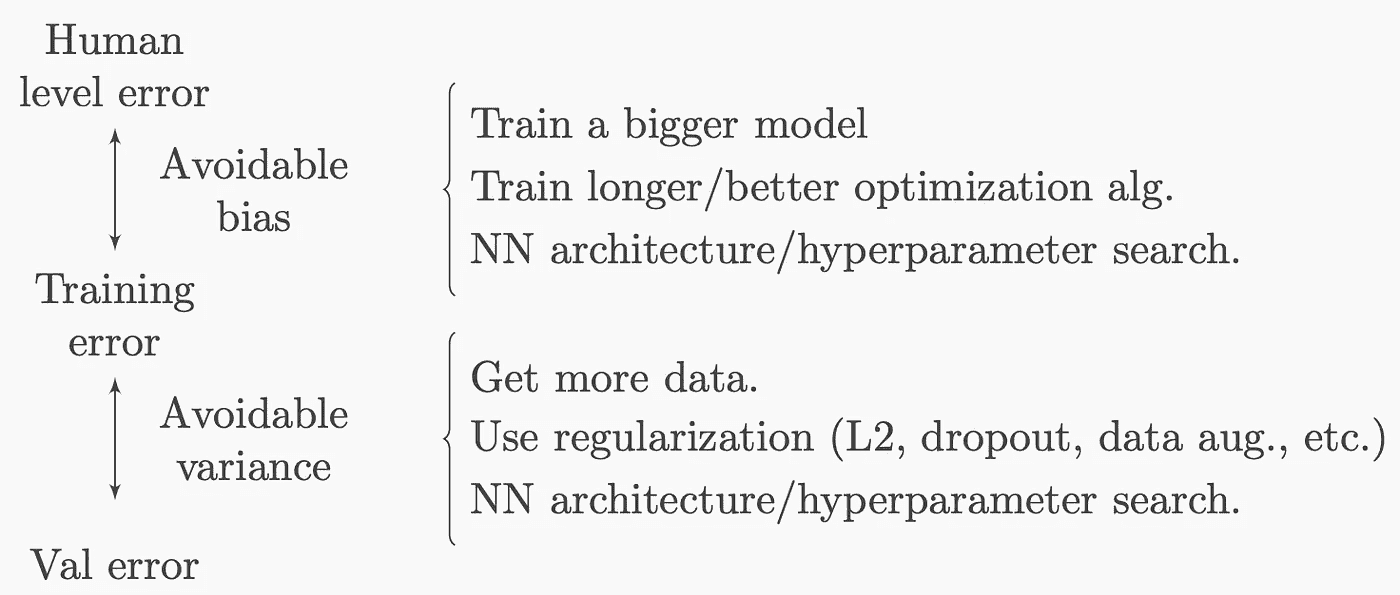 Human
level error
Avoidable
bias
Train a bigger model
Train longer/better optimization alg.
NN architecture/hyperparameter search.
Training
error
Avoidable
variance
Get more data.
Use regularization (L2, dropout, data aug., etc.)
NN architecture/hyperparameter search.
Val error